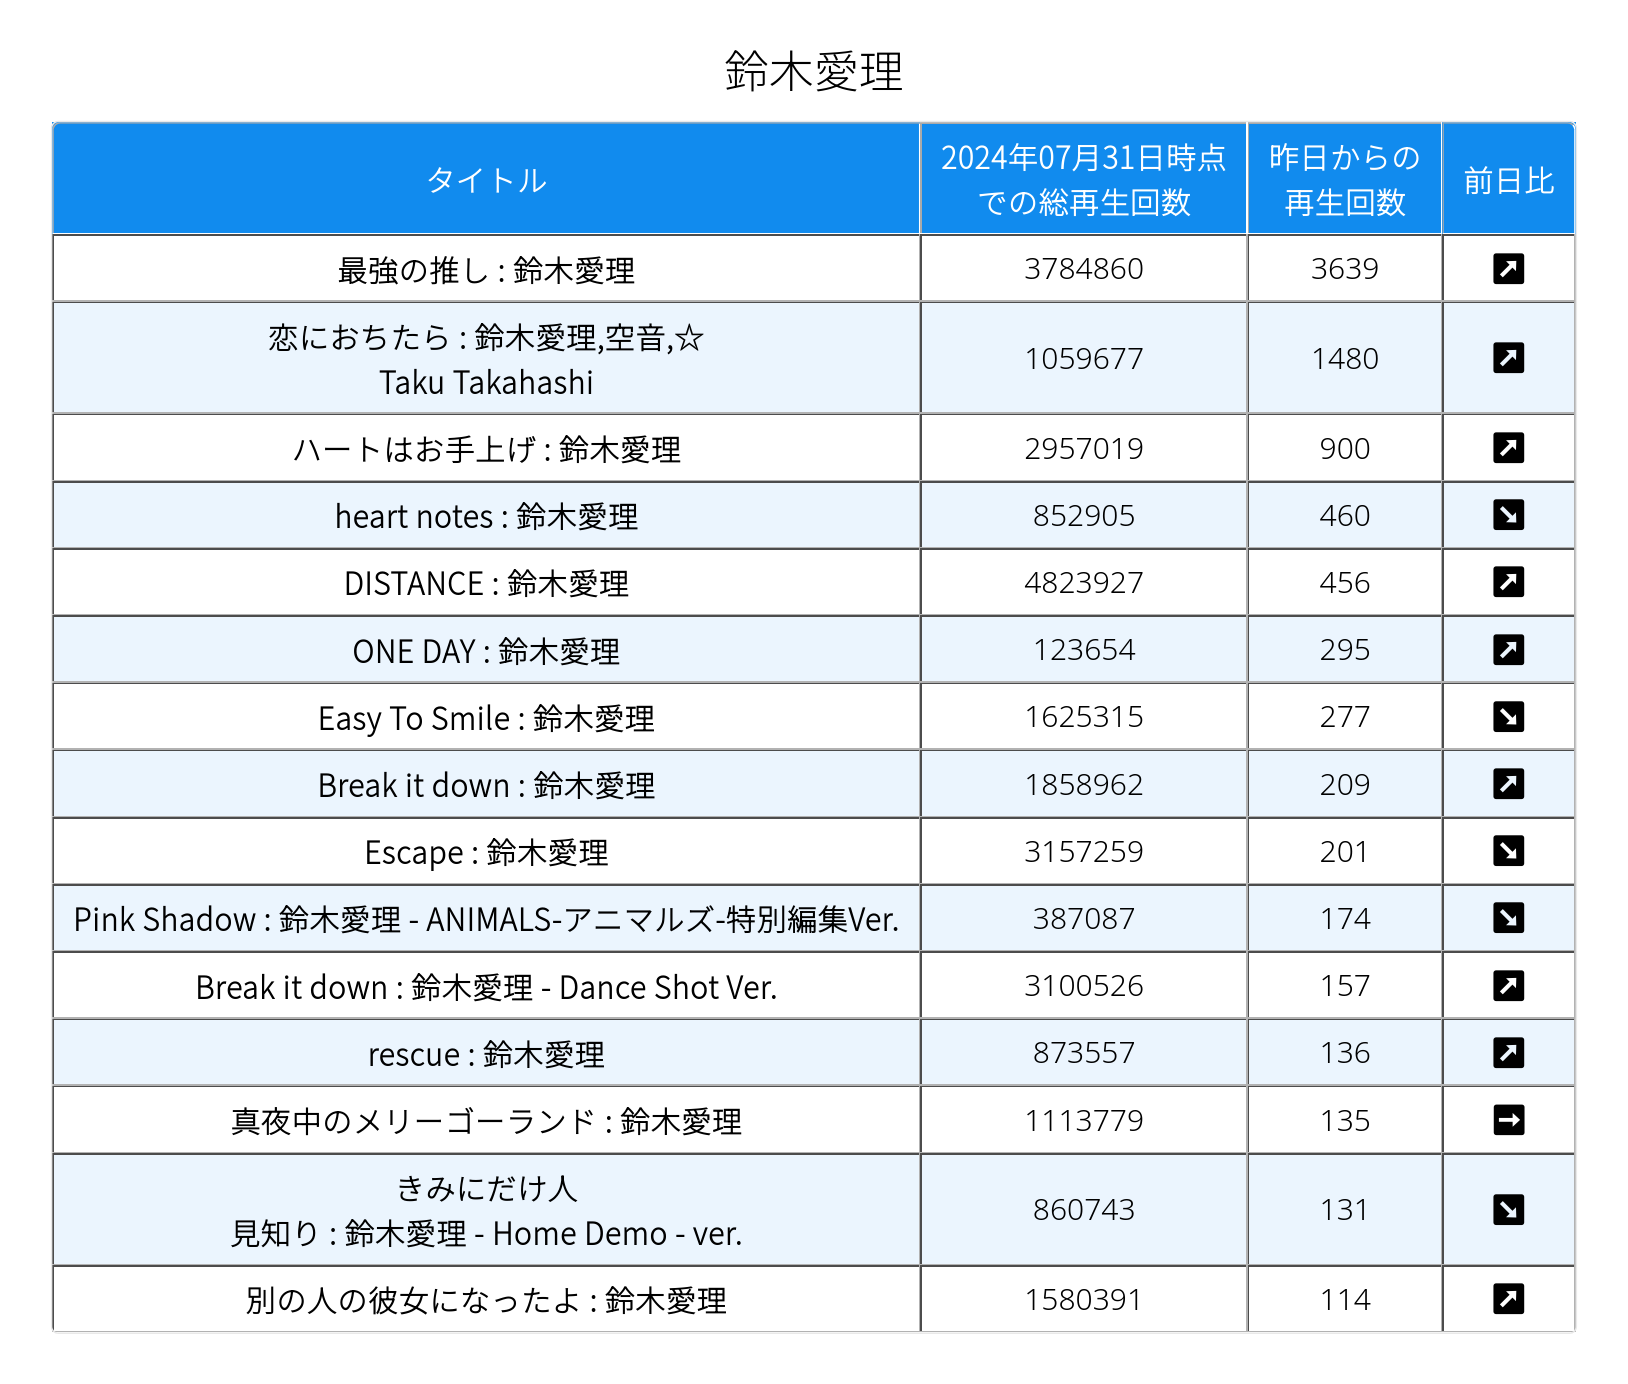 鈴木愛理
タイトル
2024年07月31日時点
での総再生回数
昨日からの
再生回数
前日比
最強の推し : 鈴木愛理 3784860 3639
恋におちたら : 鈴木愛理,空音,☆
Taku Takahashi
1059677 1480
ハートはお手上げ : 鈴木愛理 2957019 900
heart notes : 鈴木愛理 852905 460
DISTANCE : 鈴木愛理 4823927 456
ONE DAY : 鈴木愛理 123654 295
Easy To Smile : 鈴木愛理 1625315 277
Break it down : 鈴木愛理 1858962 209
Escape : 鈴木愛理 3157259 201
Pink Shadow : 鈴木愛理 - ANIMALS-アニマルズ-特別編集Ver. 387087 174
Break it down : 鈴木愛理 - Dance Shot Ver. 3100526 157
rescue : 鈴木愛理 873557 136
真夜中のメリーゴーランド : 鈴木愛理 1113779 135
きみにだけ人
見知り : 鈴木愛理 - Home Demo - ver.
860743 131
別の人の彼女になったよ : 鈴木愛理 1580391 114